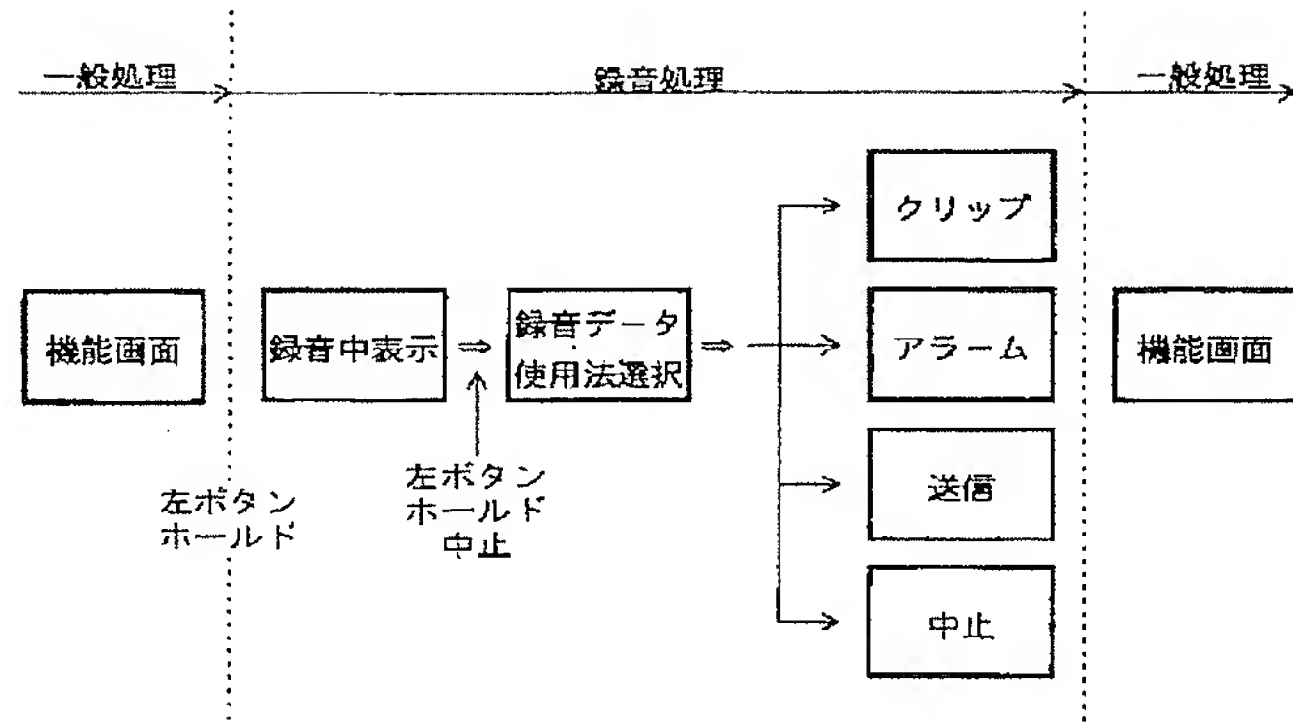 一般処理
録音処理
一般処理
クリップ
機能画面
録音中表示
⇒
録音データ
使用法選択
⇒
アラーム
機能画面
左ボタン
ホールド
左ボタン
ホールド
中止
送信
中止